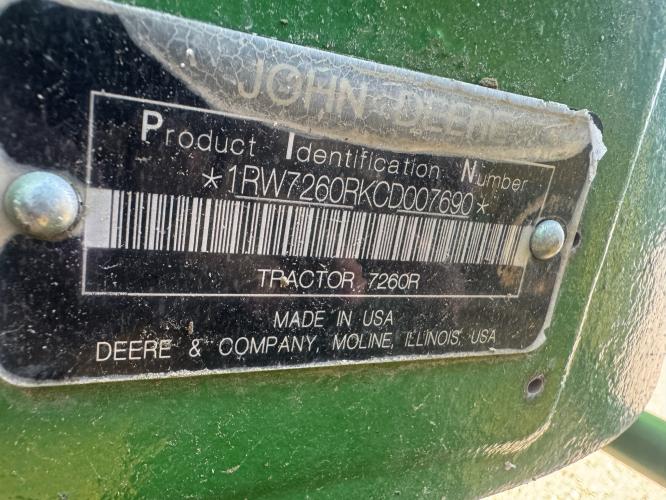 JOHN DEERE
Product Identification Number
*1RW7260RKCD007690*
TRACTOR 7260R
MADE IN USA
DEERE & COMPANY, MOLINE, ILLINOIS, USA